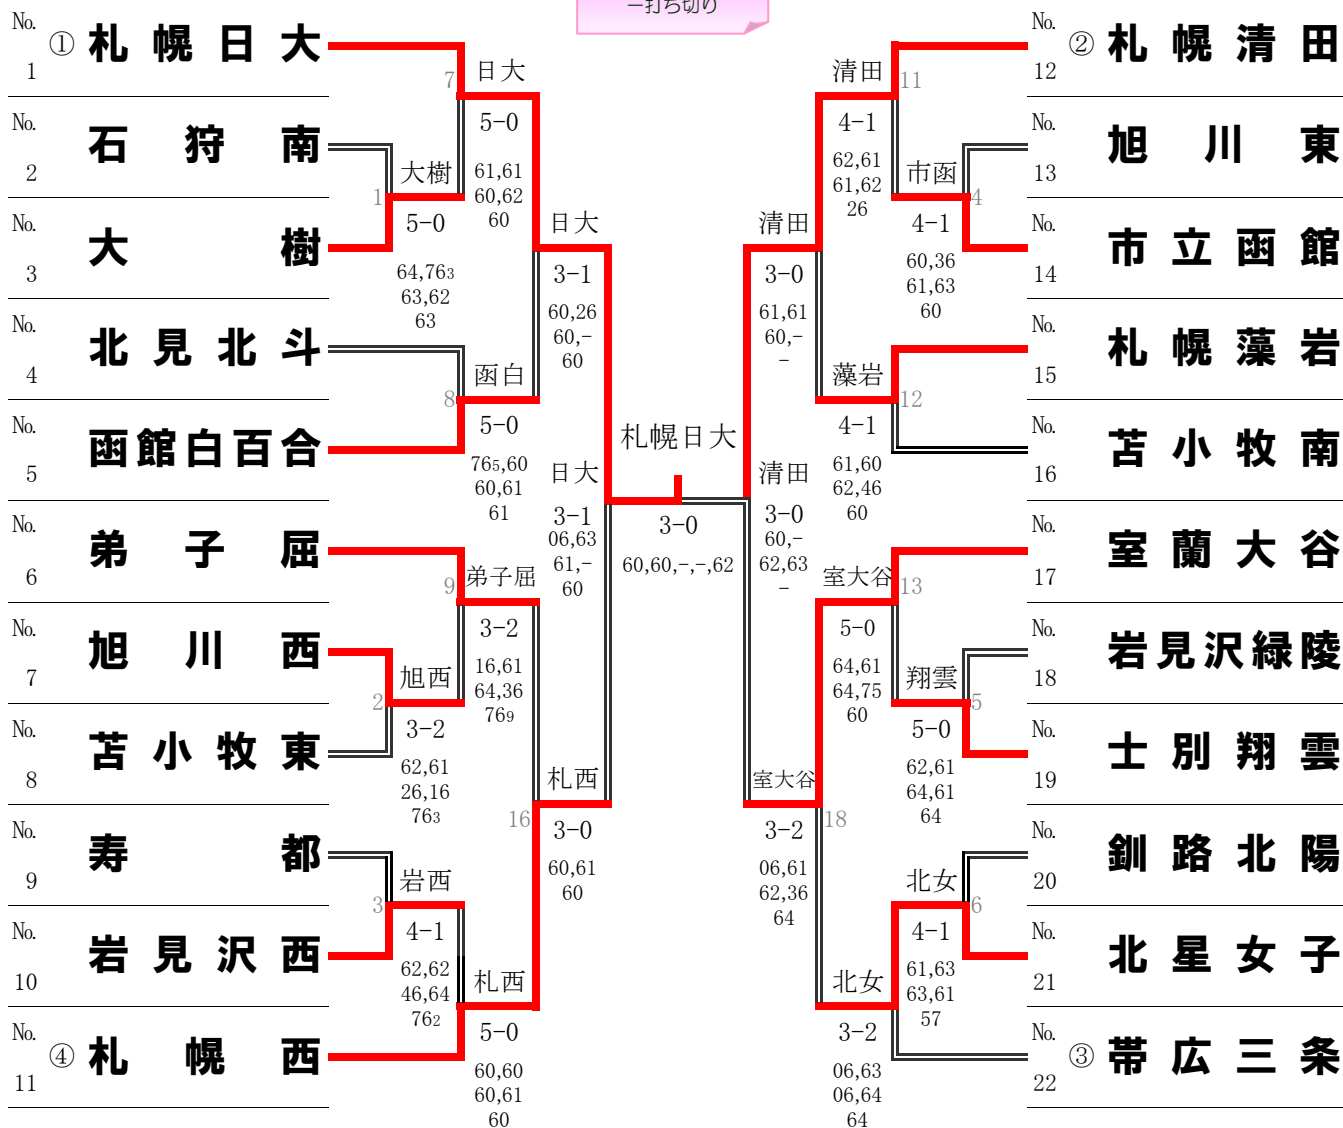 －打ち切り
No. 1 ① 札幌日大
No. 2 石狩南
No. 3 大樹
No. 4 北見北斗
No. 5 函館白百合
No. 6 弟子屈
No. 7 旭川西
No. 8 苫小牧東
No. 9 寿都
No. 10 岩見沢西
No. 11 ④ 札幌西
1
大樹
5-0
64,763
63,62
63
2
旭西
3-2
62,61
26,16
763
3
岩西
4-1
62,62
46,64
762
7
日大
5-0
61,61
60,62
60
8
函白
5-0
765,60
60,61
61
9
弟子屈
3-2
16,61
64,36
769
札西
5-0
60,60
60,61
60
日大
3-1
60,26
60,-
60
16
札西
3-0
60,61
60
日大
3-1
06,63
61,-
60
札幌日大
3-0
60,60,-,-,62
清田
3-0
60,-
62,63
-
清田
3-0
61,61
60,-
-
室大谷
18
3-2
06,61
62,36
64
清田
11
4-1
62,61
61,62
26
藻岩
12
4-1
61,60
62,46
60
室大谷
13
5-0
64,61
64,75
60
北女
3-2
06,63
06,64
64
市函
4
4-1
60,36
61,63
60
翔雲
5
5-0
62,61
64,61
64
北女
6
4-1
61,63
63,61
57
No. 12 ② 札幌清田
No. 13 旭川東
No. 14 市立函館
No. 15 札幌藻岩
No. 16 苫小牧南
No. 17 室蘭大谷
No. 18 岩見沢緑陵
No. 19 士別翔雲
No. 20 釧路北陽
No. 21 北星女子
No. 22 ③ 帯広三条